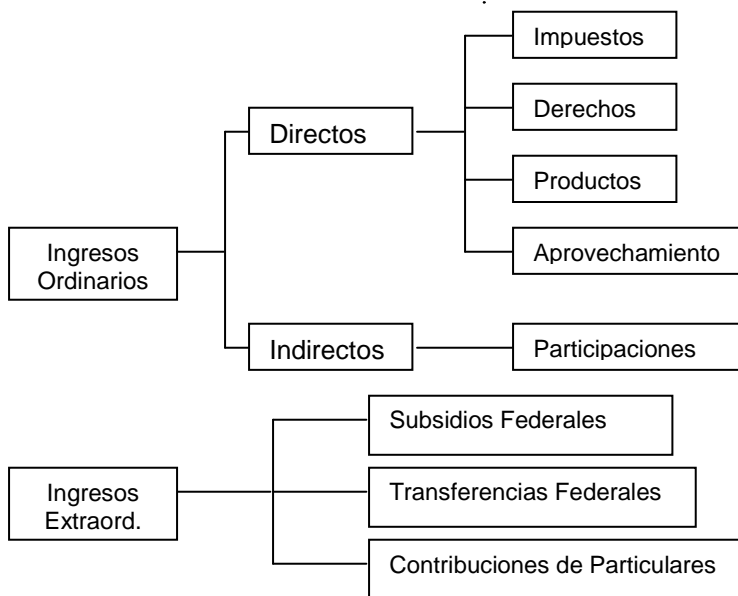 Impuestos
Directos
Derechos
Productos
Aprovechamiento
Ingresos
Ordinarios
Indirectos
Participaciones
Subsidios Federales
Ingresos
Extraord.
Transferencias Federales
Contribuciones de Particulares